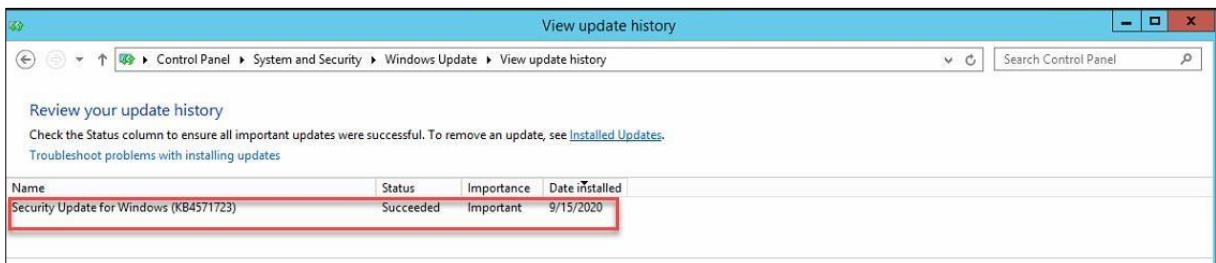 View update history
Control Panel ▸ System and Security ▸ Windows Update ▸ View update history
Search Control Panel
Review your update history
Check the Status column to ensure all important updates were successful. To remove an update, see Installed Updates.
Troubleshoot problems with installing updates
Name Status Importance Date installed
Security Update for Windows (KB4571723) Succeeded Important 9/15/2020